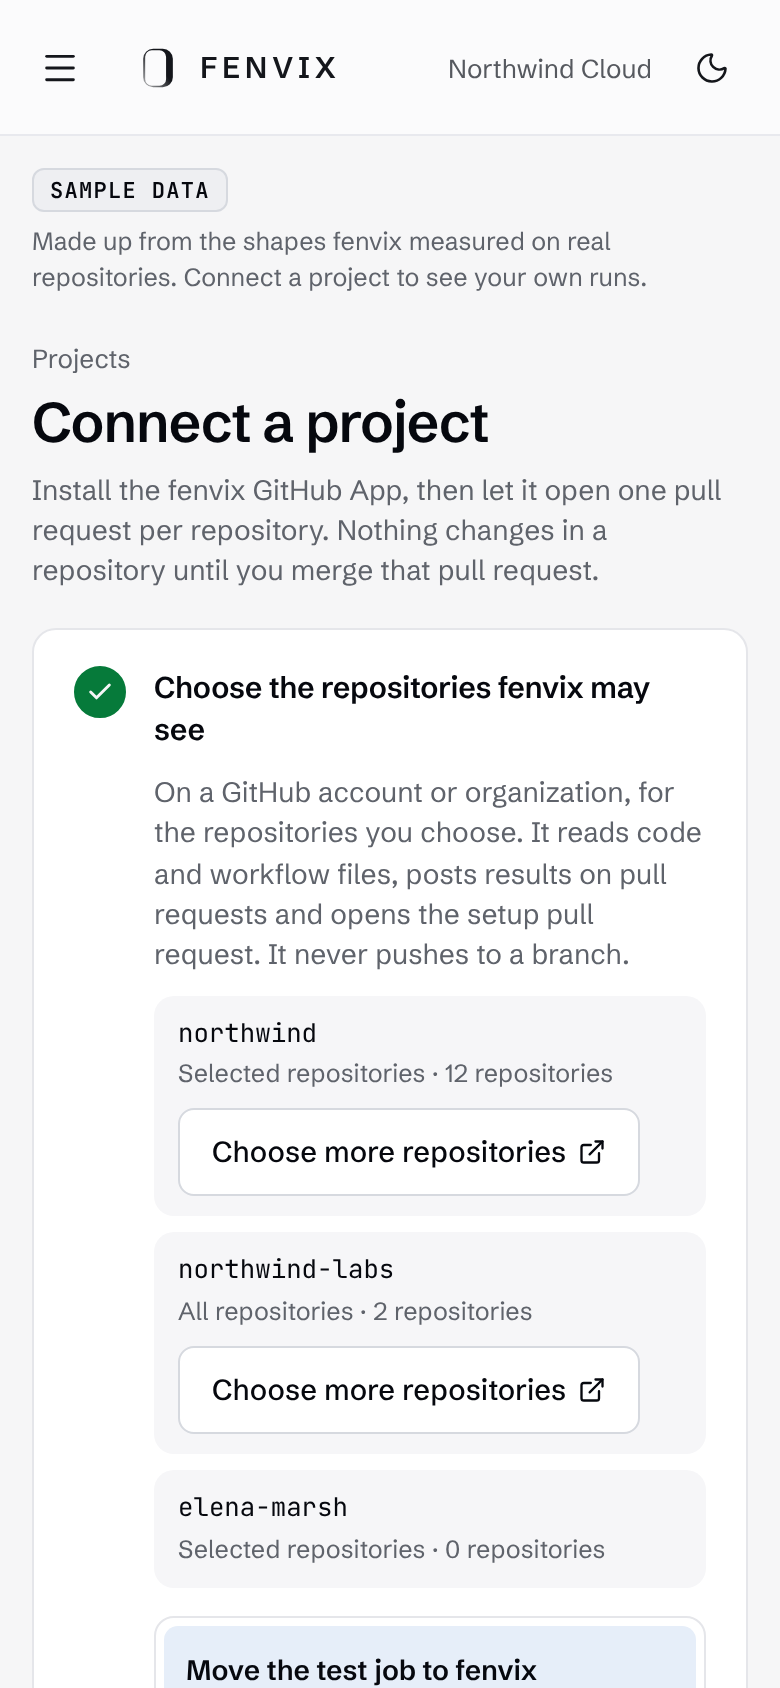 FENVIX
Northwind Cloud
SAMPLE DATA
Made up from the shapes fenvix measured on real
repositories. Connect a project to see your own runs.
Projects
Connect a project
Install the fenvix GitHub App, then let it open one pull
request per repository. Nothing changes in a
repository until you merge that pull request.
Choose the repositories fenvix may
see
On a GitHub account or organization, for
the repositories you choose. It reads code
and workflow files, posts results on pull
requests and opens the setup pull
request. It never pushes to a branch.
northwind
Selected repositories · 12 repositories
Choose more repositories
northwind-labs
All repositories · 2 repositories
Choose more repositories
elena-marsh
Selected repositories · 0 repositories
Move the test job to fenvix